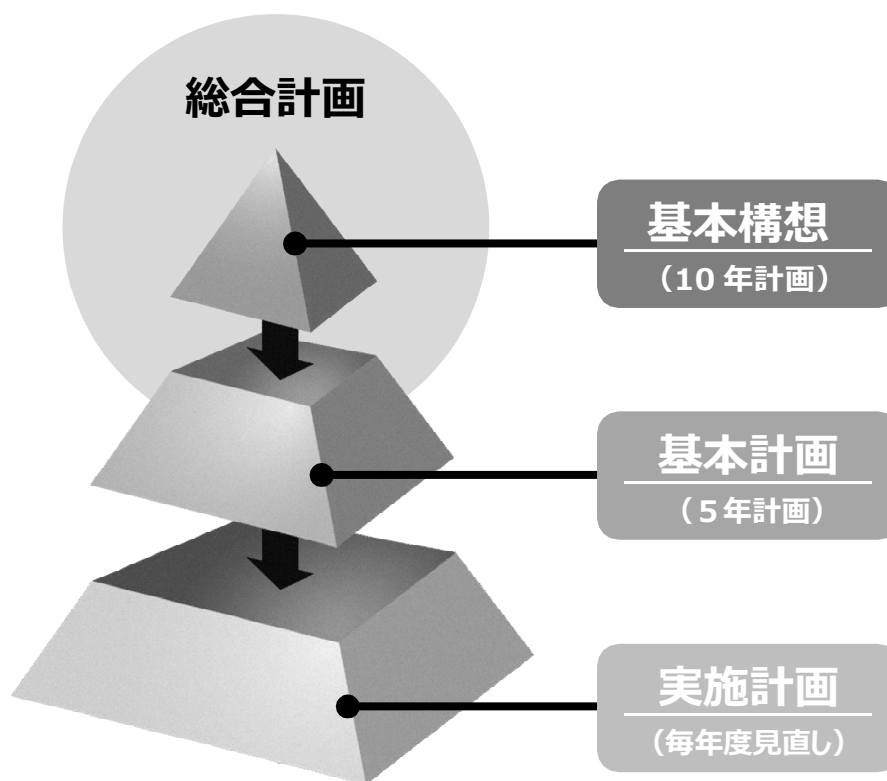 総合計画
基本構想
（10 年計画）
基本計画
（５年計画）
実施計画
（毎年度見直し）